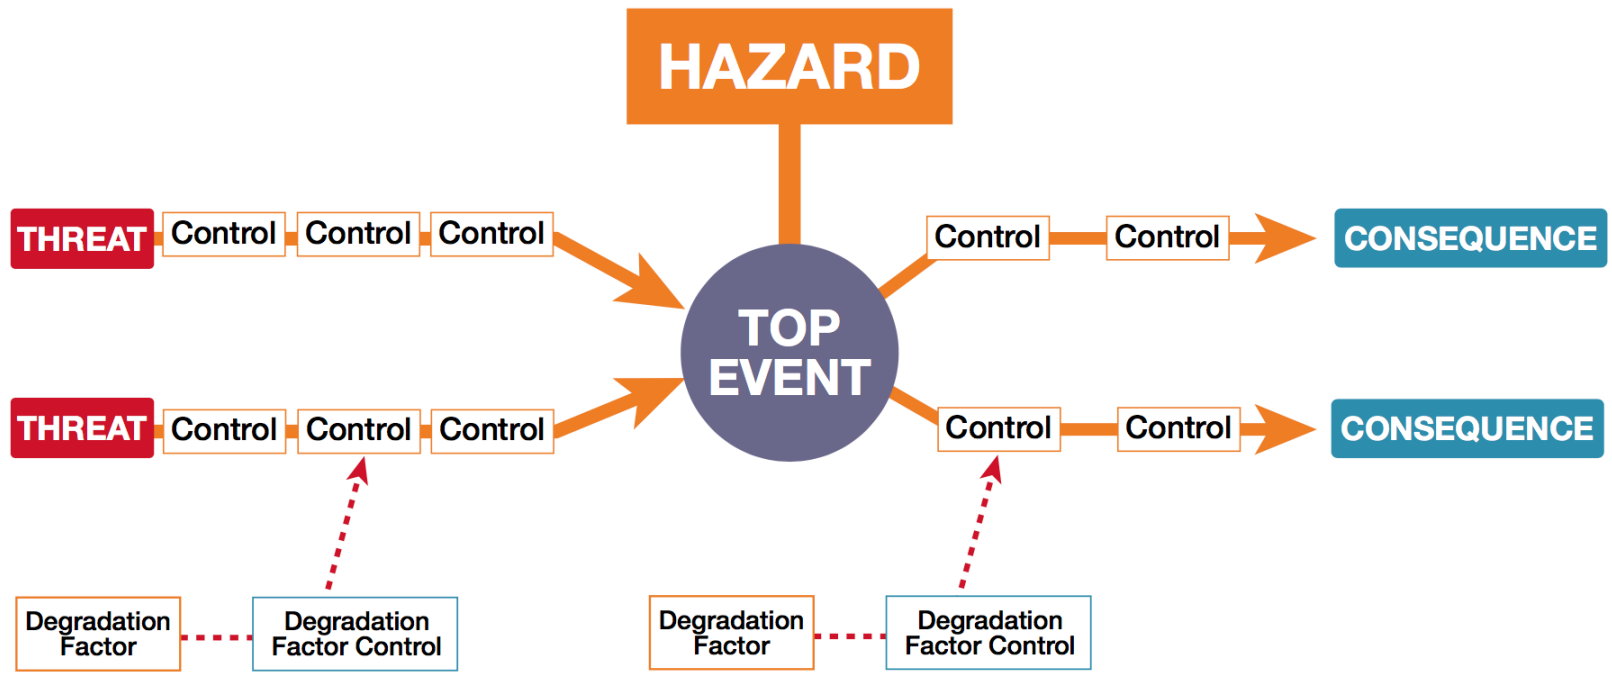 HAZARD
THREAT Control Control Control
Control Control CONSEQUENCE
TOP
EVENT
THREAT Control Control Control
Control Control CONSEQUENCE
Degradation
Factor
Degradation
Factor Control
Degradation
Factor
Degradation
Factor Control